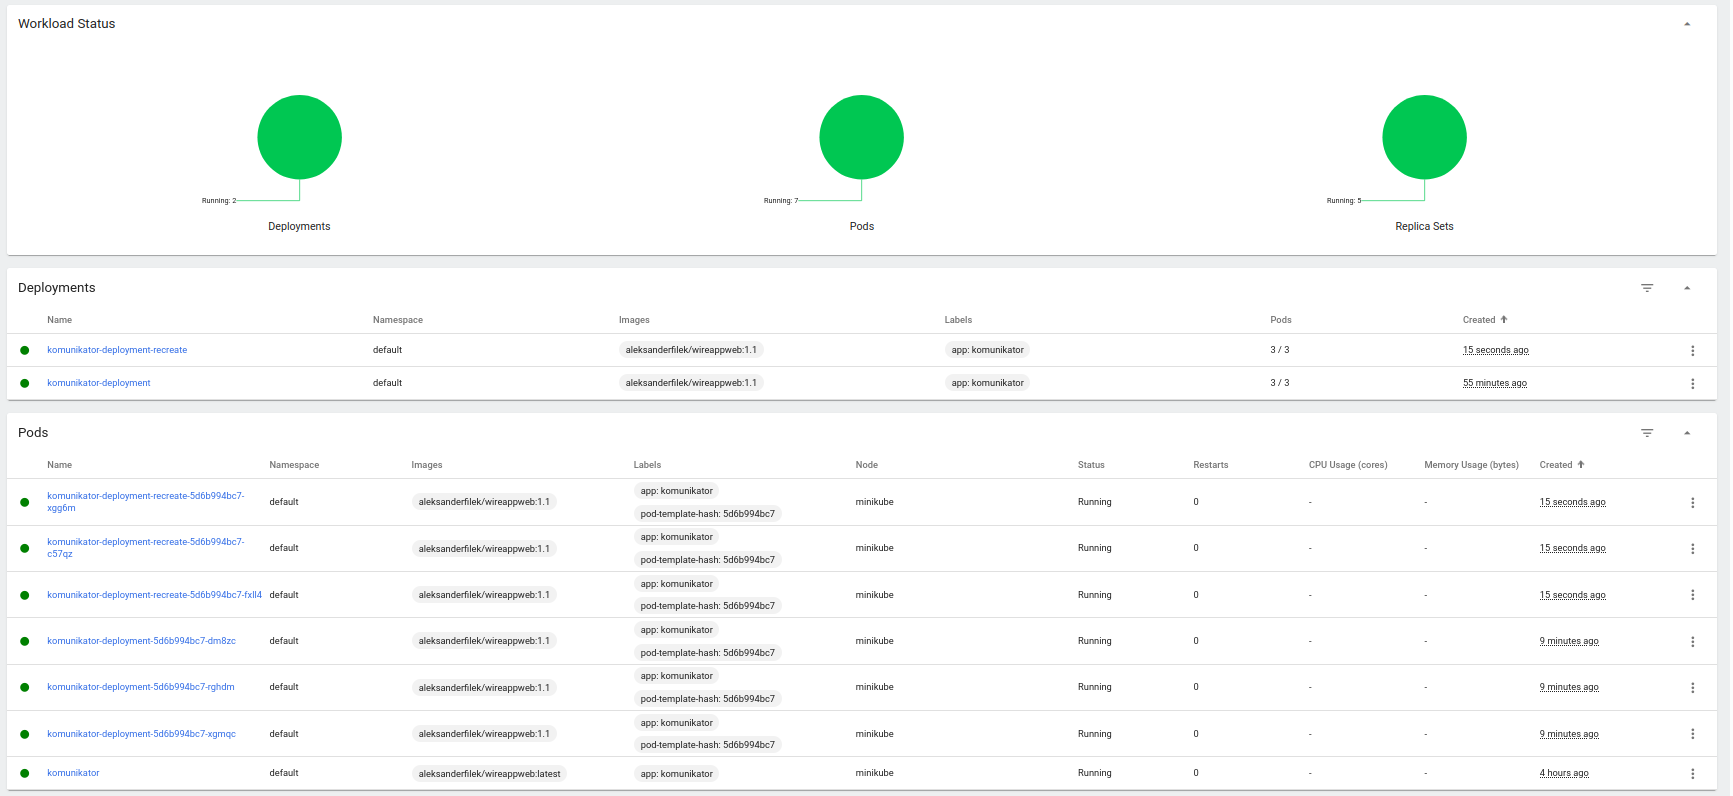 Workload Status
Running: 2
Running: 7
Running: 5
Deployments
Pods
Replica Sets
Deployments
Name Namespace Images Labels Pods Created
komunikator-deployment-recreate default aleksanderfilek/wireappweb:1.1 app: komunikator 3 / 3 15 seconds ago
komunikator-deployment default aleksanderfilek/wireappweb:1.1 app: komunikator 3 / 3 55 minutes ago
Pods
Name Namespace Images Labels Node Status Restarts CPU Usage (cores) Memory Usage (bytes) Created
komunikator-deployment-recreate-5d6b994bc7-
xgg6m default aleksanderfilek/wireappweb:1.1 app: komunikator minikube Running 0 - - 15 seconds ago
pod-template-hash: 5d6b994bc7
komunikator-deployment-recreate-5d6b994bc7-
c57qz default aleksanderfilek/wireappweb:1.1 app: komunikator minikube Running 0 - - 15 seconds ago
pod-template-hash: 5d6b994bc7
komunikator-deployment-recreate-5d6b994bc7-fxll4 default aleksanderfilek/wireappweb:1.1 app: komunikator minikube Running 0 - - 15 seconds ago
pod-template-hash: 5d6b994bc7
komunikator-deployment-5d6b994bc7-dm8zc default aleksanderfilek/wireappweb:1.1 app: komunikator minikube Running 0 - - 9 minutes ago
pod-template-hash: 5d6b994bc7
komunikator-deployment-5d6b994bc7-rghdm default aleksanderfilek/wireappweb:1.1 app: komunikator minikube Running 0 - - 9 minutes ago
pod-template-hash: 5d6b994bc7
komunikator-deployment-5d6b994bc7-xgmqc default aleksanderfilek/wireappweb:1.1 app: komunikator minikube Running 0 - - 9 minutes ago
pod-template-hash: 5d6b994bc7
komunikator default aleksanderfilek/wireappweb:latest app: komunikator minikube Running 0 - - 4 hours ago